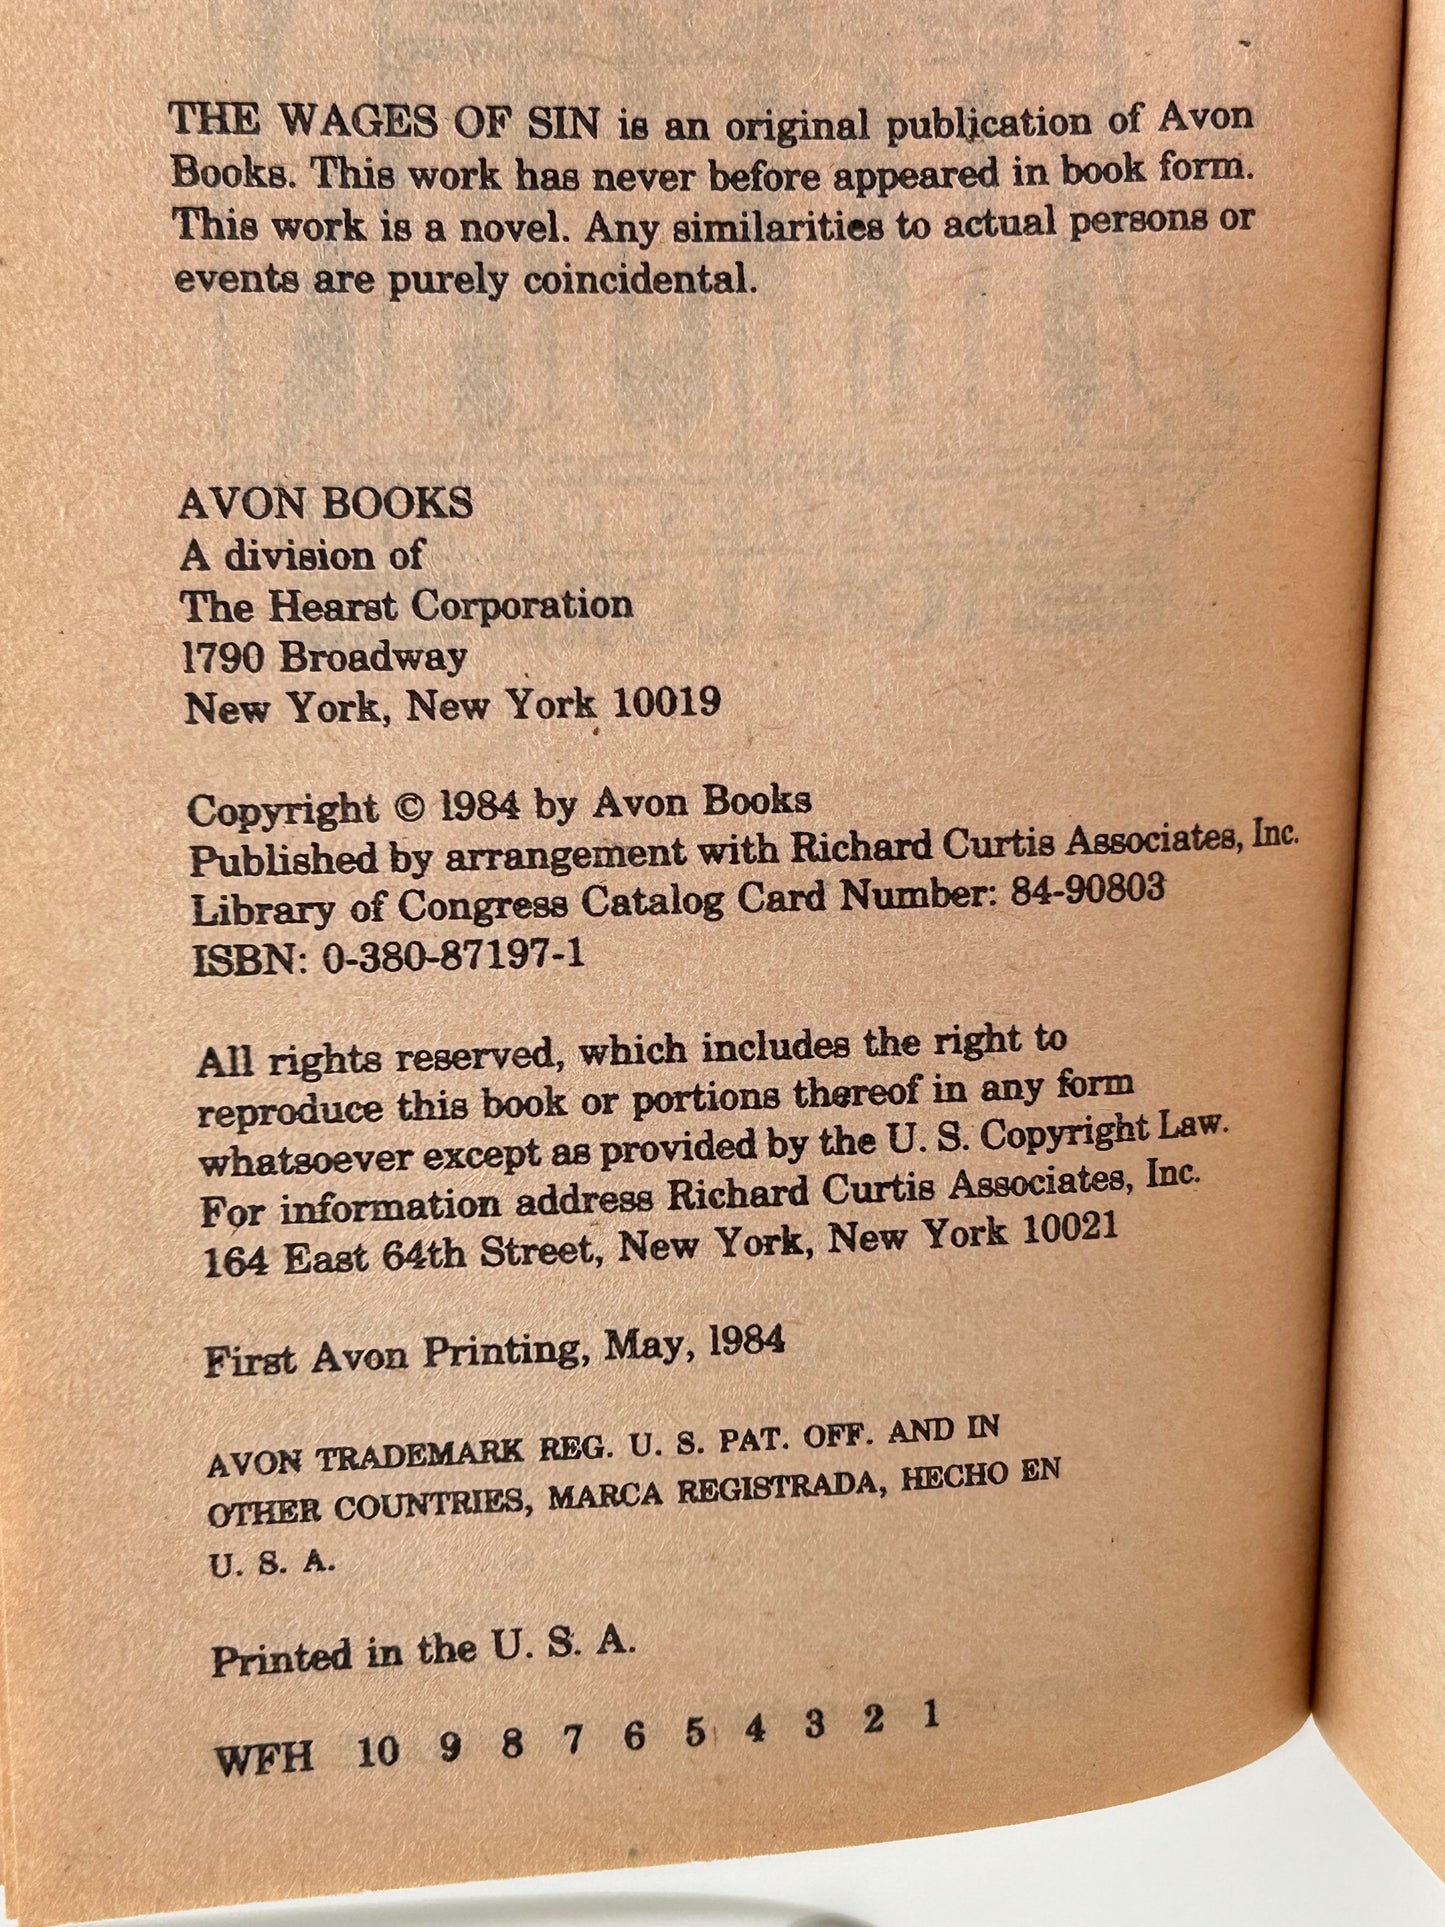 THE WAGES OF SIN is an original publication of Avon
Books. This work has never before appeared in book form.
This work is a novel. Any similarities to actual persons or
events are purely coincidental.
AVON BOOKS
A division of
The Hearst Corporation
1790 Broadway
New York, New York 10019
Copyright © 1984 by Avon Books
Published by arrangement with Richard Curtis Associates, Inc.
Library of Congress Catalog Card Number: 84-90803
ISBN: 0-380-87197-1
All rights reserved, which includes the right to
reproduce this book or portions thereof in any form
whatsoever except as provided by the U. S. Copyright Law.
For information address Richard Curtis Associates, Inc.
164 East 64th Street, New York, New York 10021
First Avon Printing, May, 1984
AVON TRADEMARK REG. U. S. PAT. OFF. AND IN
OTHER COUNTRIES, MARCA REGISTRADA, HECHO EN
U. S. A.
Printed in the U. S. A.
WFH 10 9 8 7 6 5 4 3 2 1